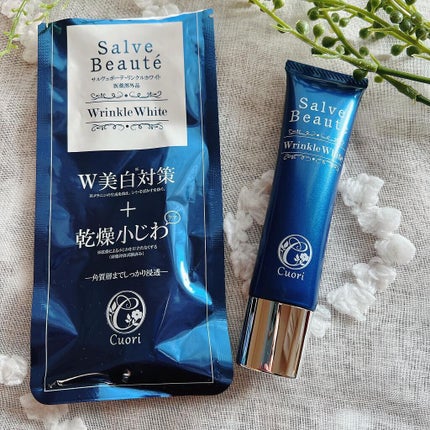 Salve
Beauté
サルヴェボーテ・リンクルホワイト
医薬部外品
Wrinkle White
W美白対策
+
乾燥小じわ
ケア
―角質層までしっかり浸透―
Cuori
Salve
Beauté
Wrinkle White
Cuori